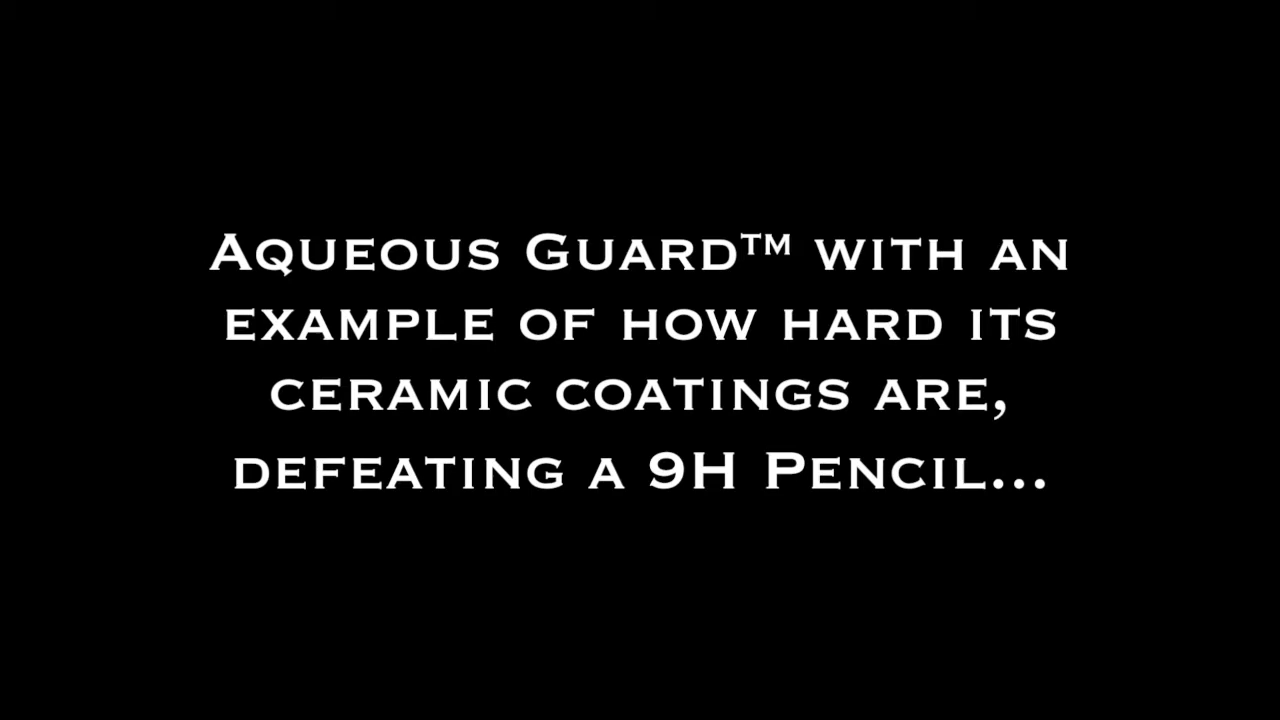 Aqueous Guard™ with an
example of how hard its
ceramic coatings are,
defeating a 9H Pencil...